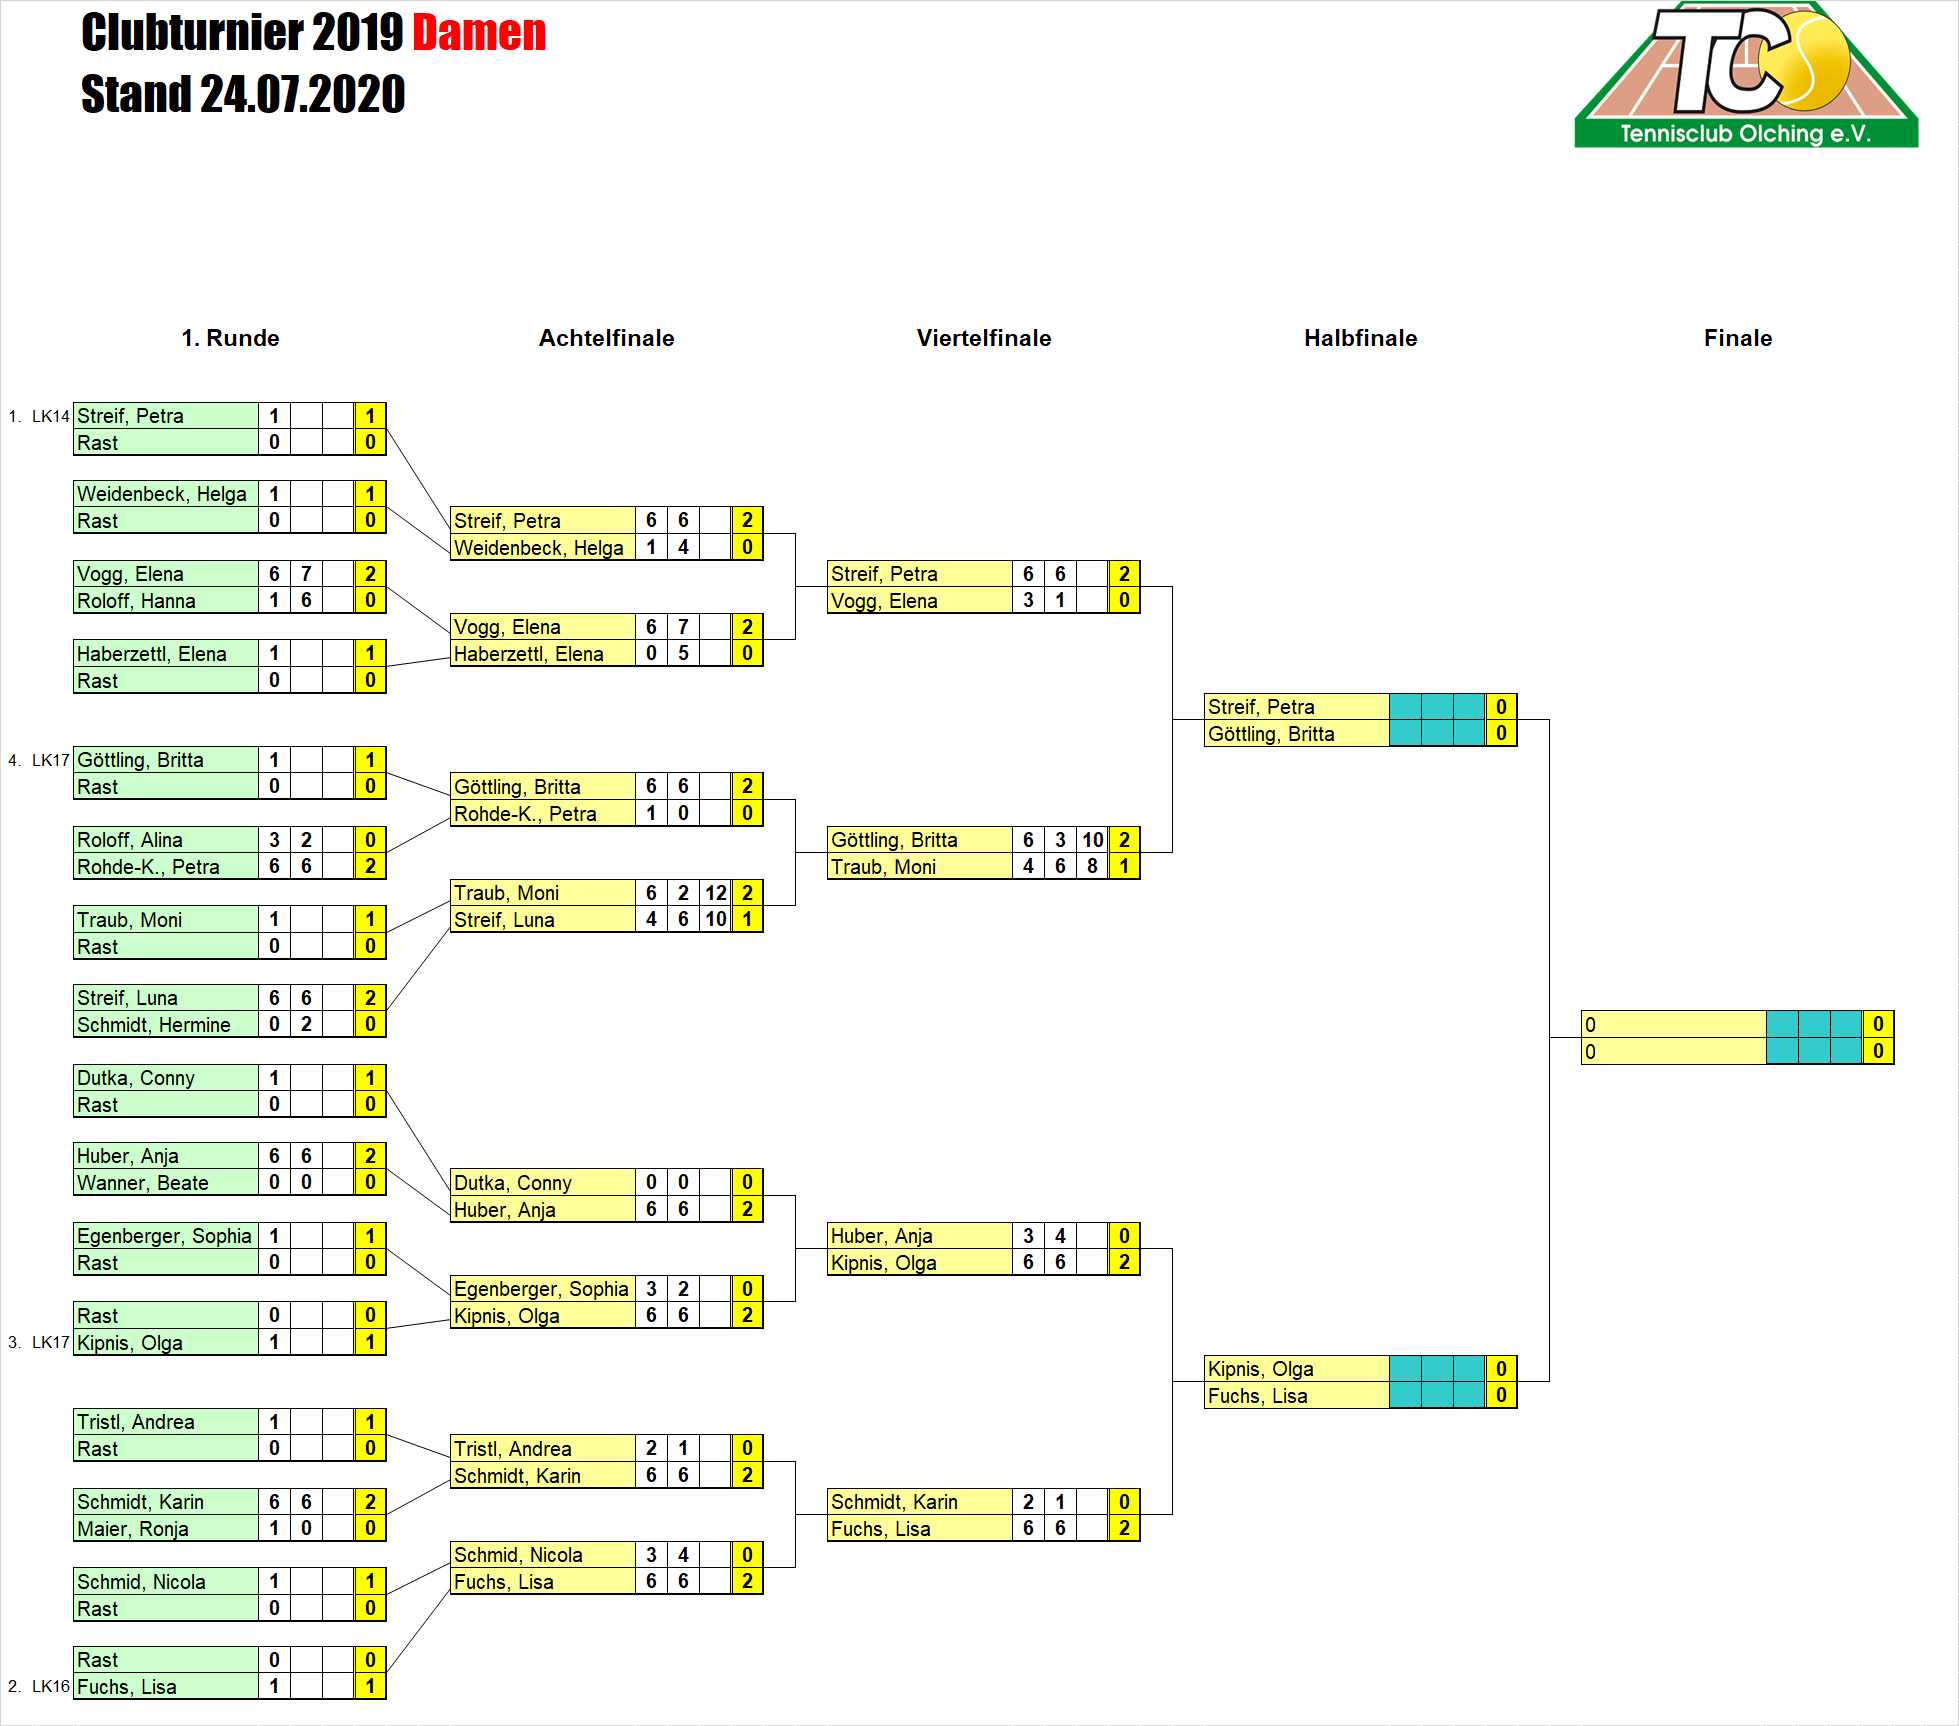 Clubturnier 2019 Damen
Stand 24.07.2020
TCO
Tennisclub Olching e.V.
1. Runde Achtelfinale Viertelfinale Halbfinale Finale
1. LK14 Streif, Petra 1 1
Rast 0 0
Weidenbeck, Helga 1 1
Rast 0 0
Vogg, Elena 6 7 2
Roloff, Hanna 1 6 0
Haberzettl, Elena 1 1
Rast 0 0
4. LK17 Göttling, Britta 1 1
Rast 0 0
Roloff, Alina 3 2 0
Rohde-K., Petra 6 6 2
Traub, Moni 1 1
Rast 0 0
Streif, Luna 6 6 2
Schmidt, Hermine 0 2 0
Dutka, Conny 1 1
Rast 0 0
Huber, Anja 6 6 2
Wanner, Beate 0 0 0
Egenberger, Sophia 1 1
Rast 0 0
Rast 0 0
3. LK17 Kipnis, Olga 1 1
Tristl, Andrea 1 1
Rast 0 0
Schmidt, Karin 6 6 2
Maier, Ronja 1 0 0
Schmid, Nicola 1 1
Rast 0 0
Rast 0 0
2. LK16 Fuchs, Lisa 1 1
Streif, Petra 6 6 2
Weidenbeck, Helga 1 4 0
Vogg, Elena 6 7 2
Haberzettl, Elena 0 5 0
Göttling, Britta 6 6 2
Rohde-K., Petra 1 0 0
Traub, Moni 6 2 12 2
Streif, Luna 4 6 10 1
Dutka, Conny 0 0 0
Huber, Anja 6 6 2
Egenberger, Sophia 3 2 0
Kipnis, Olga 6 6 2
Tristl, Andrea 2 1 0
Schmidt, Karin 6 6 2
Schmid, Nicola 3 4 0
Fuchs, Lisa 6 6 2
Streif, Petra 6 6 2
Vogg, Elena 3 1 0
Göttling, Britta 6 3 10 2
Traub, Moni 4 6 8 1
Huber, Anja 3 4 0
Kipnis, Olga 6 6 2
Schmidt, Karin 2 1 0
Fuchs, Lisa 6 6 2
Streif, Petra 0
Göttling, Britta 0
Kipnis, Olga 0
Fuchs, Lisa 0
0 0
0 0